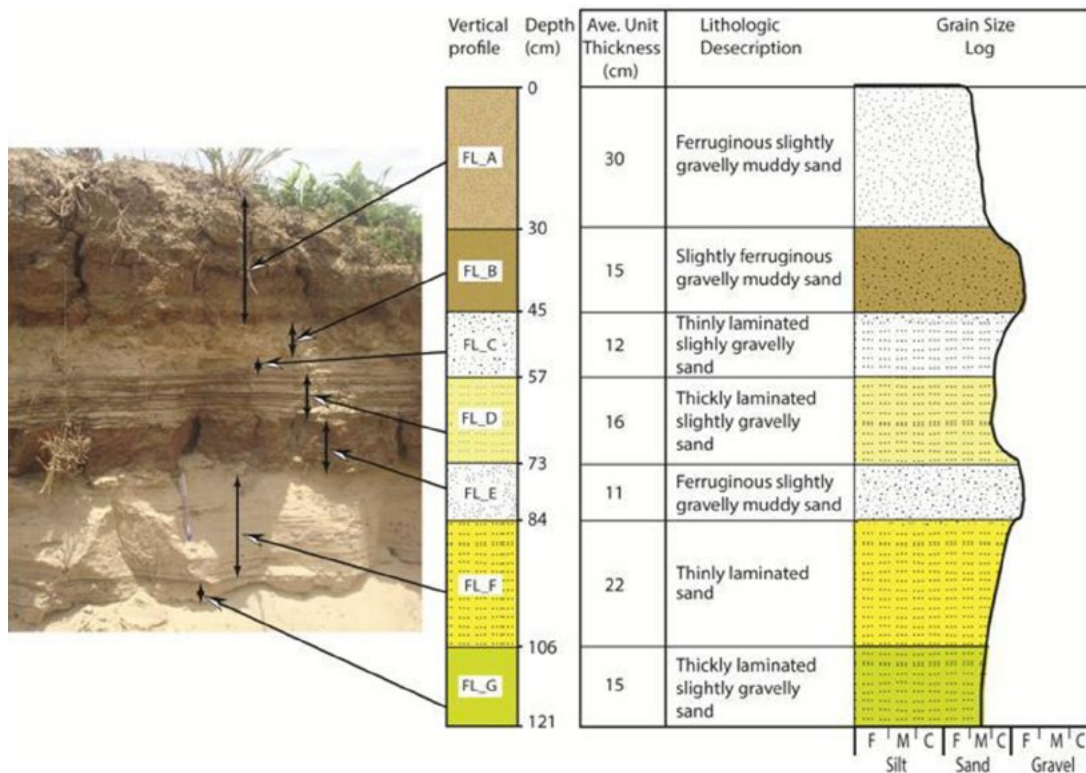 Vertical profile
Depth (cm)
Ave. Unit Thickness (cm)
Lithologic Desecription
Grain Size Log
0
FL_A
30
Ferruginous slightly
gravelly muddy sand
30
FL_B
15
Slightly ferruginous
gravelly muddy sand
45
FL_C
12
Thinly laminated
slighly gravelly
sand
57
FL_D
16
Thickly laminated
slightly gravelly
sand
73
FL_E
11
Ferruginous slightly
gravelly muddy sand
84
FL_F
22
Thinly laminated
sand
106
FL_G
15
Thickly laminated
slightly gravelly
sand
121
F M C F M C F M C
Silt Sand Gravel